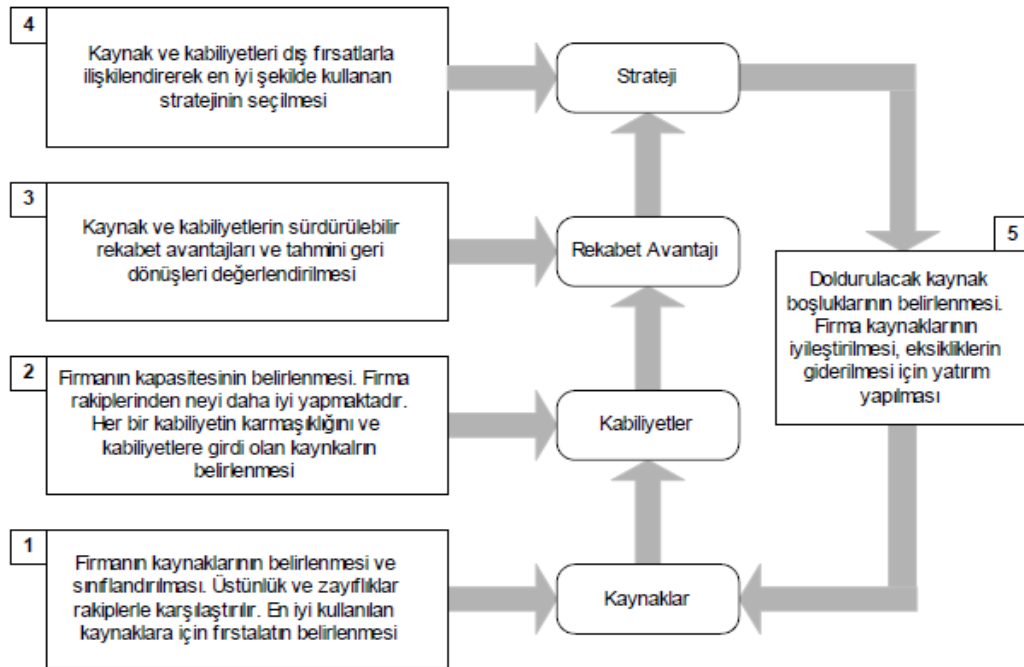 4
Kaynak ve kabiliyetleri dış fırsatlarla
ilişkilendirerek en iyi şekilde kullanan
stratejinin seçilmesi
Strateji
3
Kaynak ve kabiliyetlerin sürdürülebilir
rekabet avantajları ve tahmini geri
dönüşleri değerlendirilmesi
Rekabet Avantajı
5
Doldurulacak kaynak
boşluklarının belirlenmesi.
Firma kaynaklarının
iyileştirilmesi, eksikliklerin
giderilmesi için yatırım
yapılması
2
Firmanın kapasitesinin belirlenmesi. Firma
rakiplerinden neyi daha iyi yapmaktadır.
Her bir kabiliyetin karmaşıklığını ve
kabiliyetlere girdi olan kaynkalrın
belirlenmesi
Kabiliyetler
1
Firmanın kaynaklarının belirlenmesi ve
sınıflandırılması. Üstünlük ve zayıflıklar
rakiplerle karşılaştırılır. En iyi kullanılan
kaynaklara için fırstalatın belirlenmesi
Kaynaklar